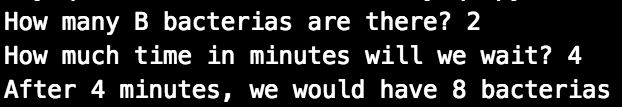 How many B bacterias are there? 2
How much time in minutes will we wait? 4
After 4 minutes, we would have 8 bacterias